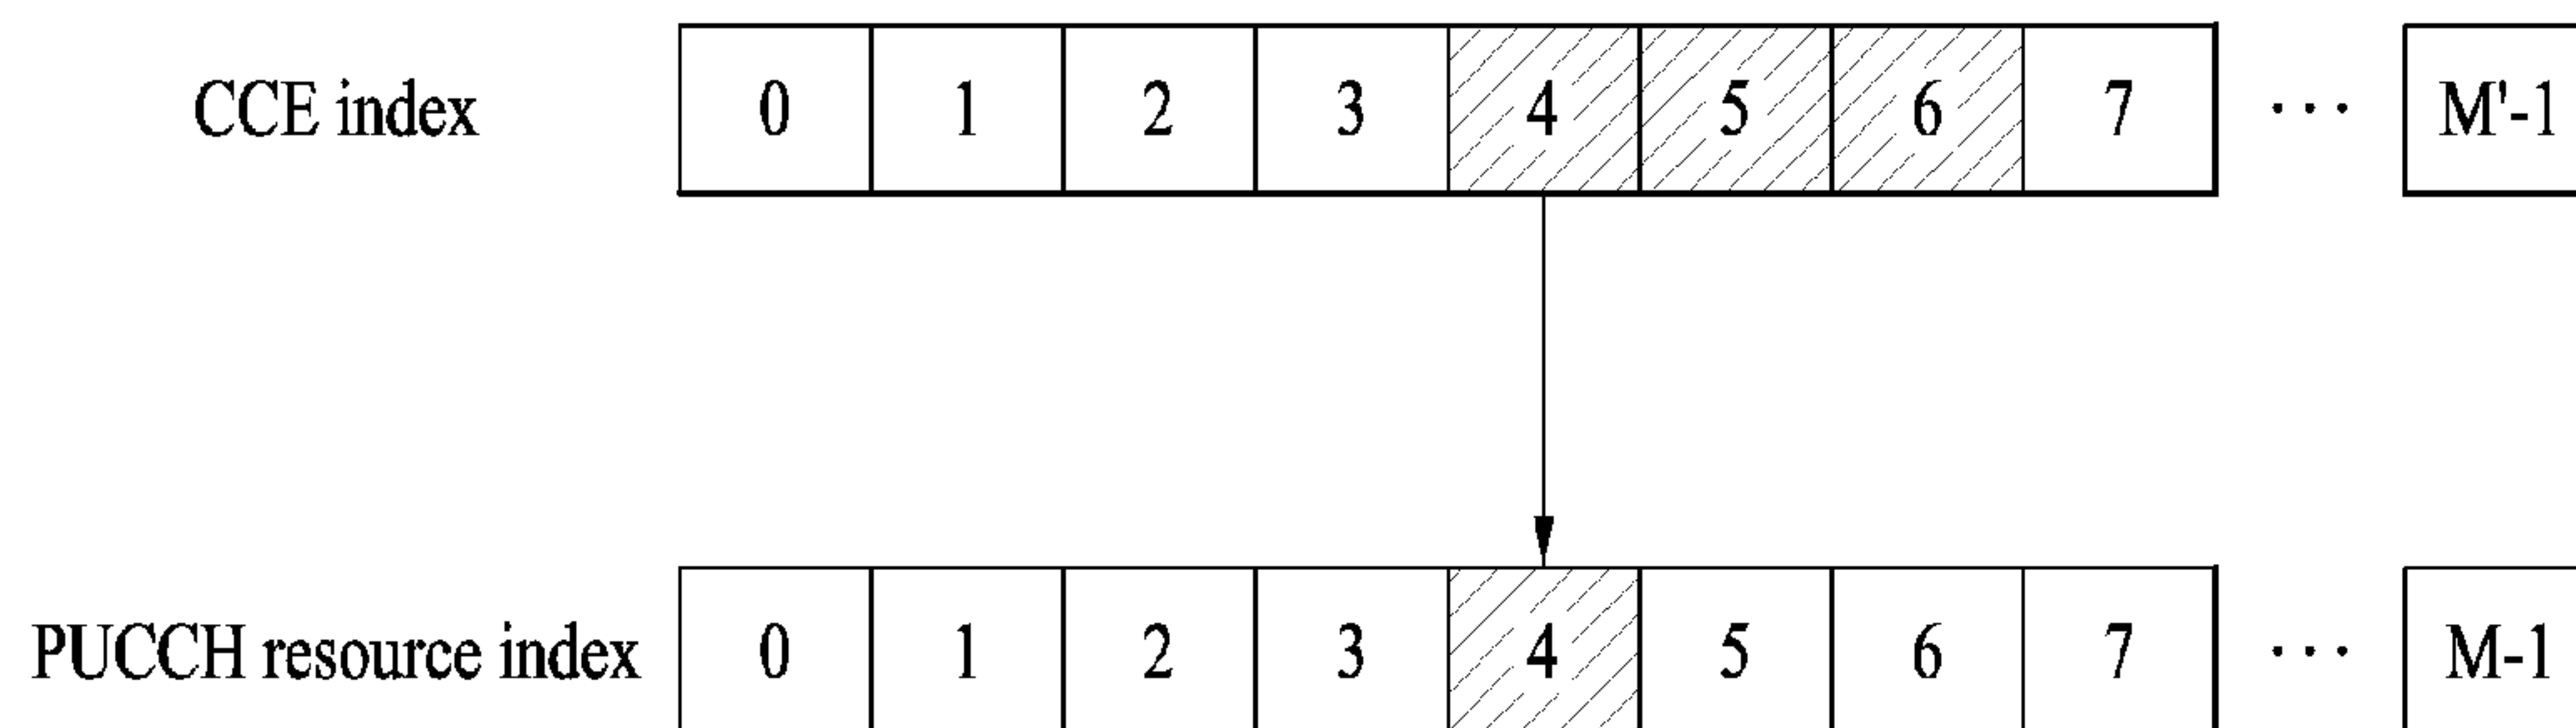 CCE index 0 1 2 3 4 5 6 7 ... M'-1
PUCCH resource index 0 1 2 3 4 5 6 7 ... M-1